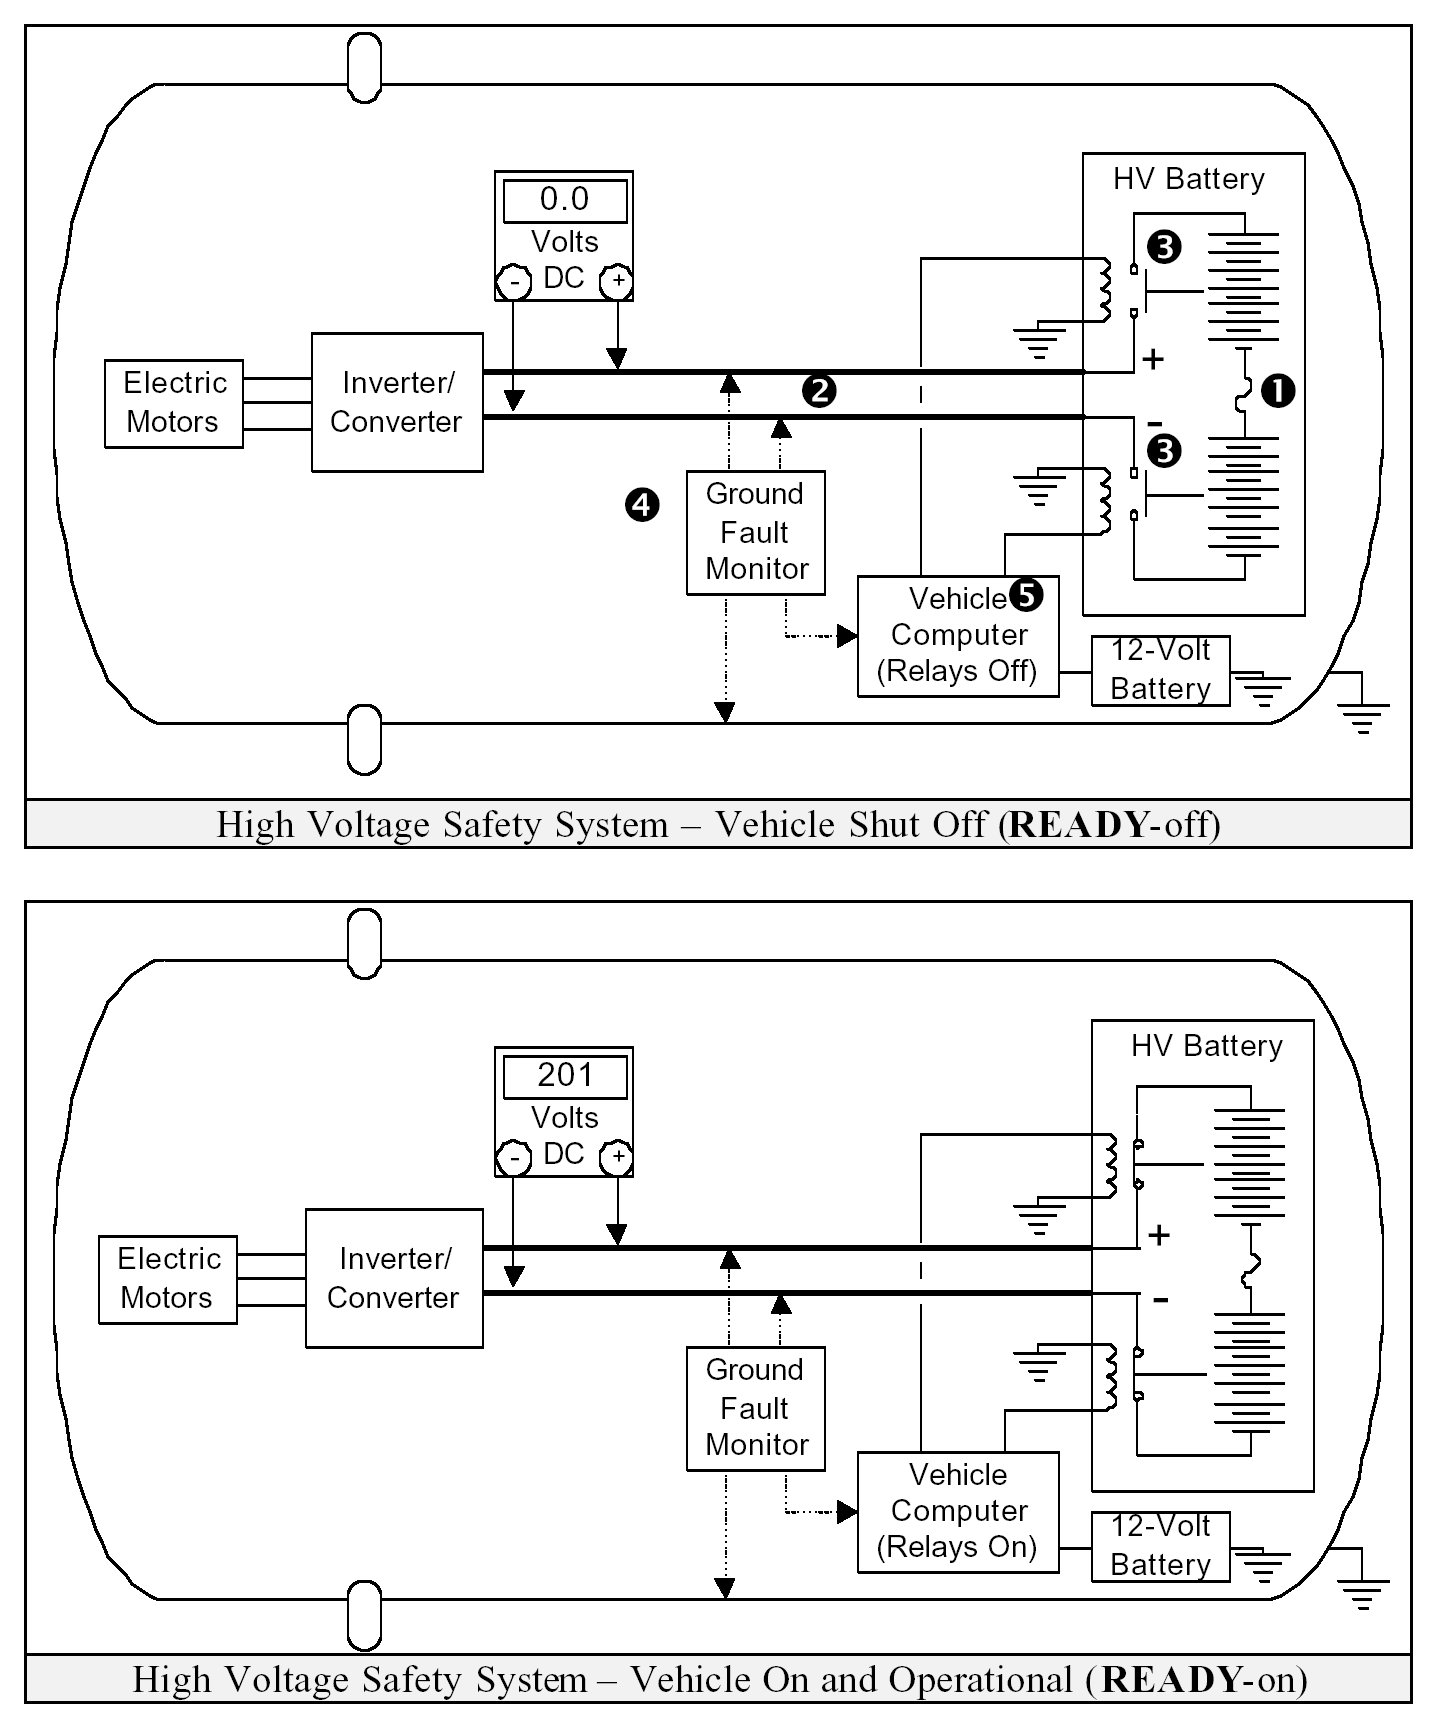 HV Battery
0.0
Volts
- DC +
❸
+
Electric
Motors
Inverter/
Converter
❷
❶
-
❸
❹
Ground
Fault
Monitor
Vehicle❺
Computer
(Relays Off)
12-Volt
Battery
High Voltage Safety System – Vehicle Shut Off (READY-off)
HV Battery
201
Volts
- DC +
+
Electric
Motors
Inverter/
Converter
-
Ground
Fault
Monitor
Vehicle
Computer
(Relays On)
12-Volt
Battery
High Voltage Safety System – Vehicle On and Operational (READY-on)